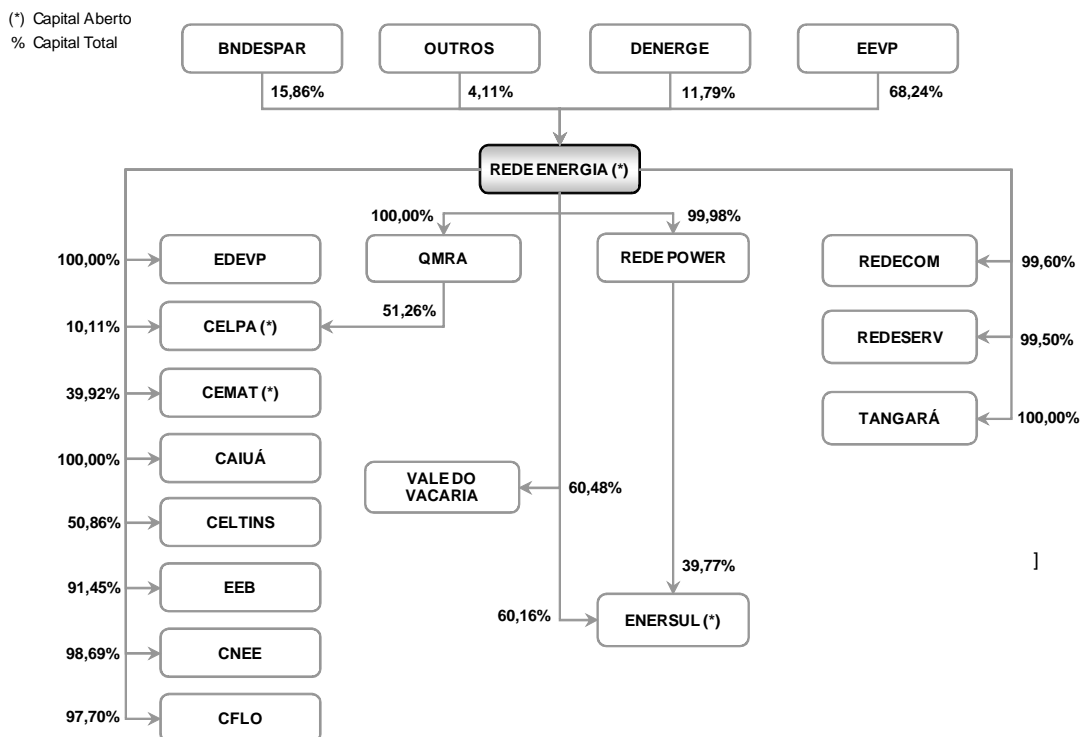 (*) Capital Aberto
% Capital Total
BNDESPAR
OUTROS
DENERGE
EEVP
15,86%
4,11%
11,79%
68,24%
REDE ENERGIA (*)
100,00%
99,98%
100,00%
EDEVP
QMRA
REDE POWER
REDECOM
99,60%
51,26%
10,11%
CELPA (*)
REDESERV
99,50%
39,92%
CEMAT (*)
TANGARÁ
100,00%
100,00%
CAIUÁ
VALE DO
VACARIA
60,48%
50,86%
CELTINS
39,77%
]
91,45%
EEB
60,16%
ENERSUL (*)
98,69%
CNEE
97,70%
CFLO